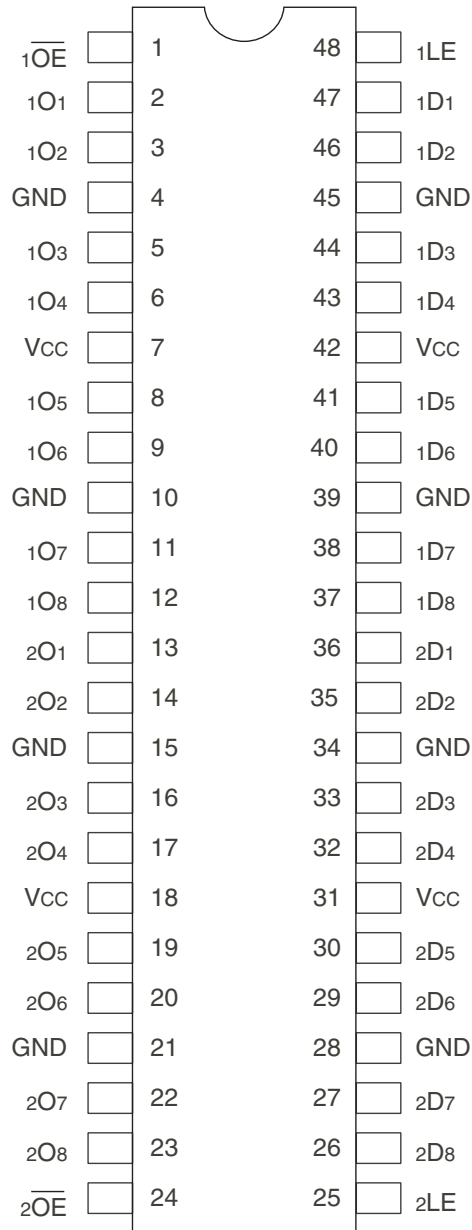 1OE 1 48 1LE
1O1 2 47 1D1
1O2 3 46 1D2
GND 4 45 GND
1O3 5 44 1D3
1O4 6 43 1D4
VCC 7 42 VCC
1O5 8 41 1D5
1O6 9 40 1D6
GND 10 39 GND
1O7 11 38 1D7
1O8 12 37 1D8
2O1 13 36 2D1
2O2 14 35 2D2
GND 15 34 GND
2O3 16 33 2D3
2O4 17 32 2D4
VCC 18 31 VCC
2O5 19 30 2D5
2O6 20 29 2D6
GND 21 28 GND
2O7 22 27 2D7
2O8 23 26 2D8
2OE 24 25 2LE